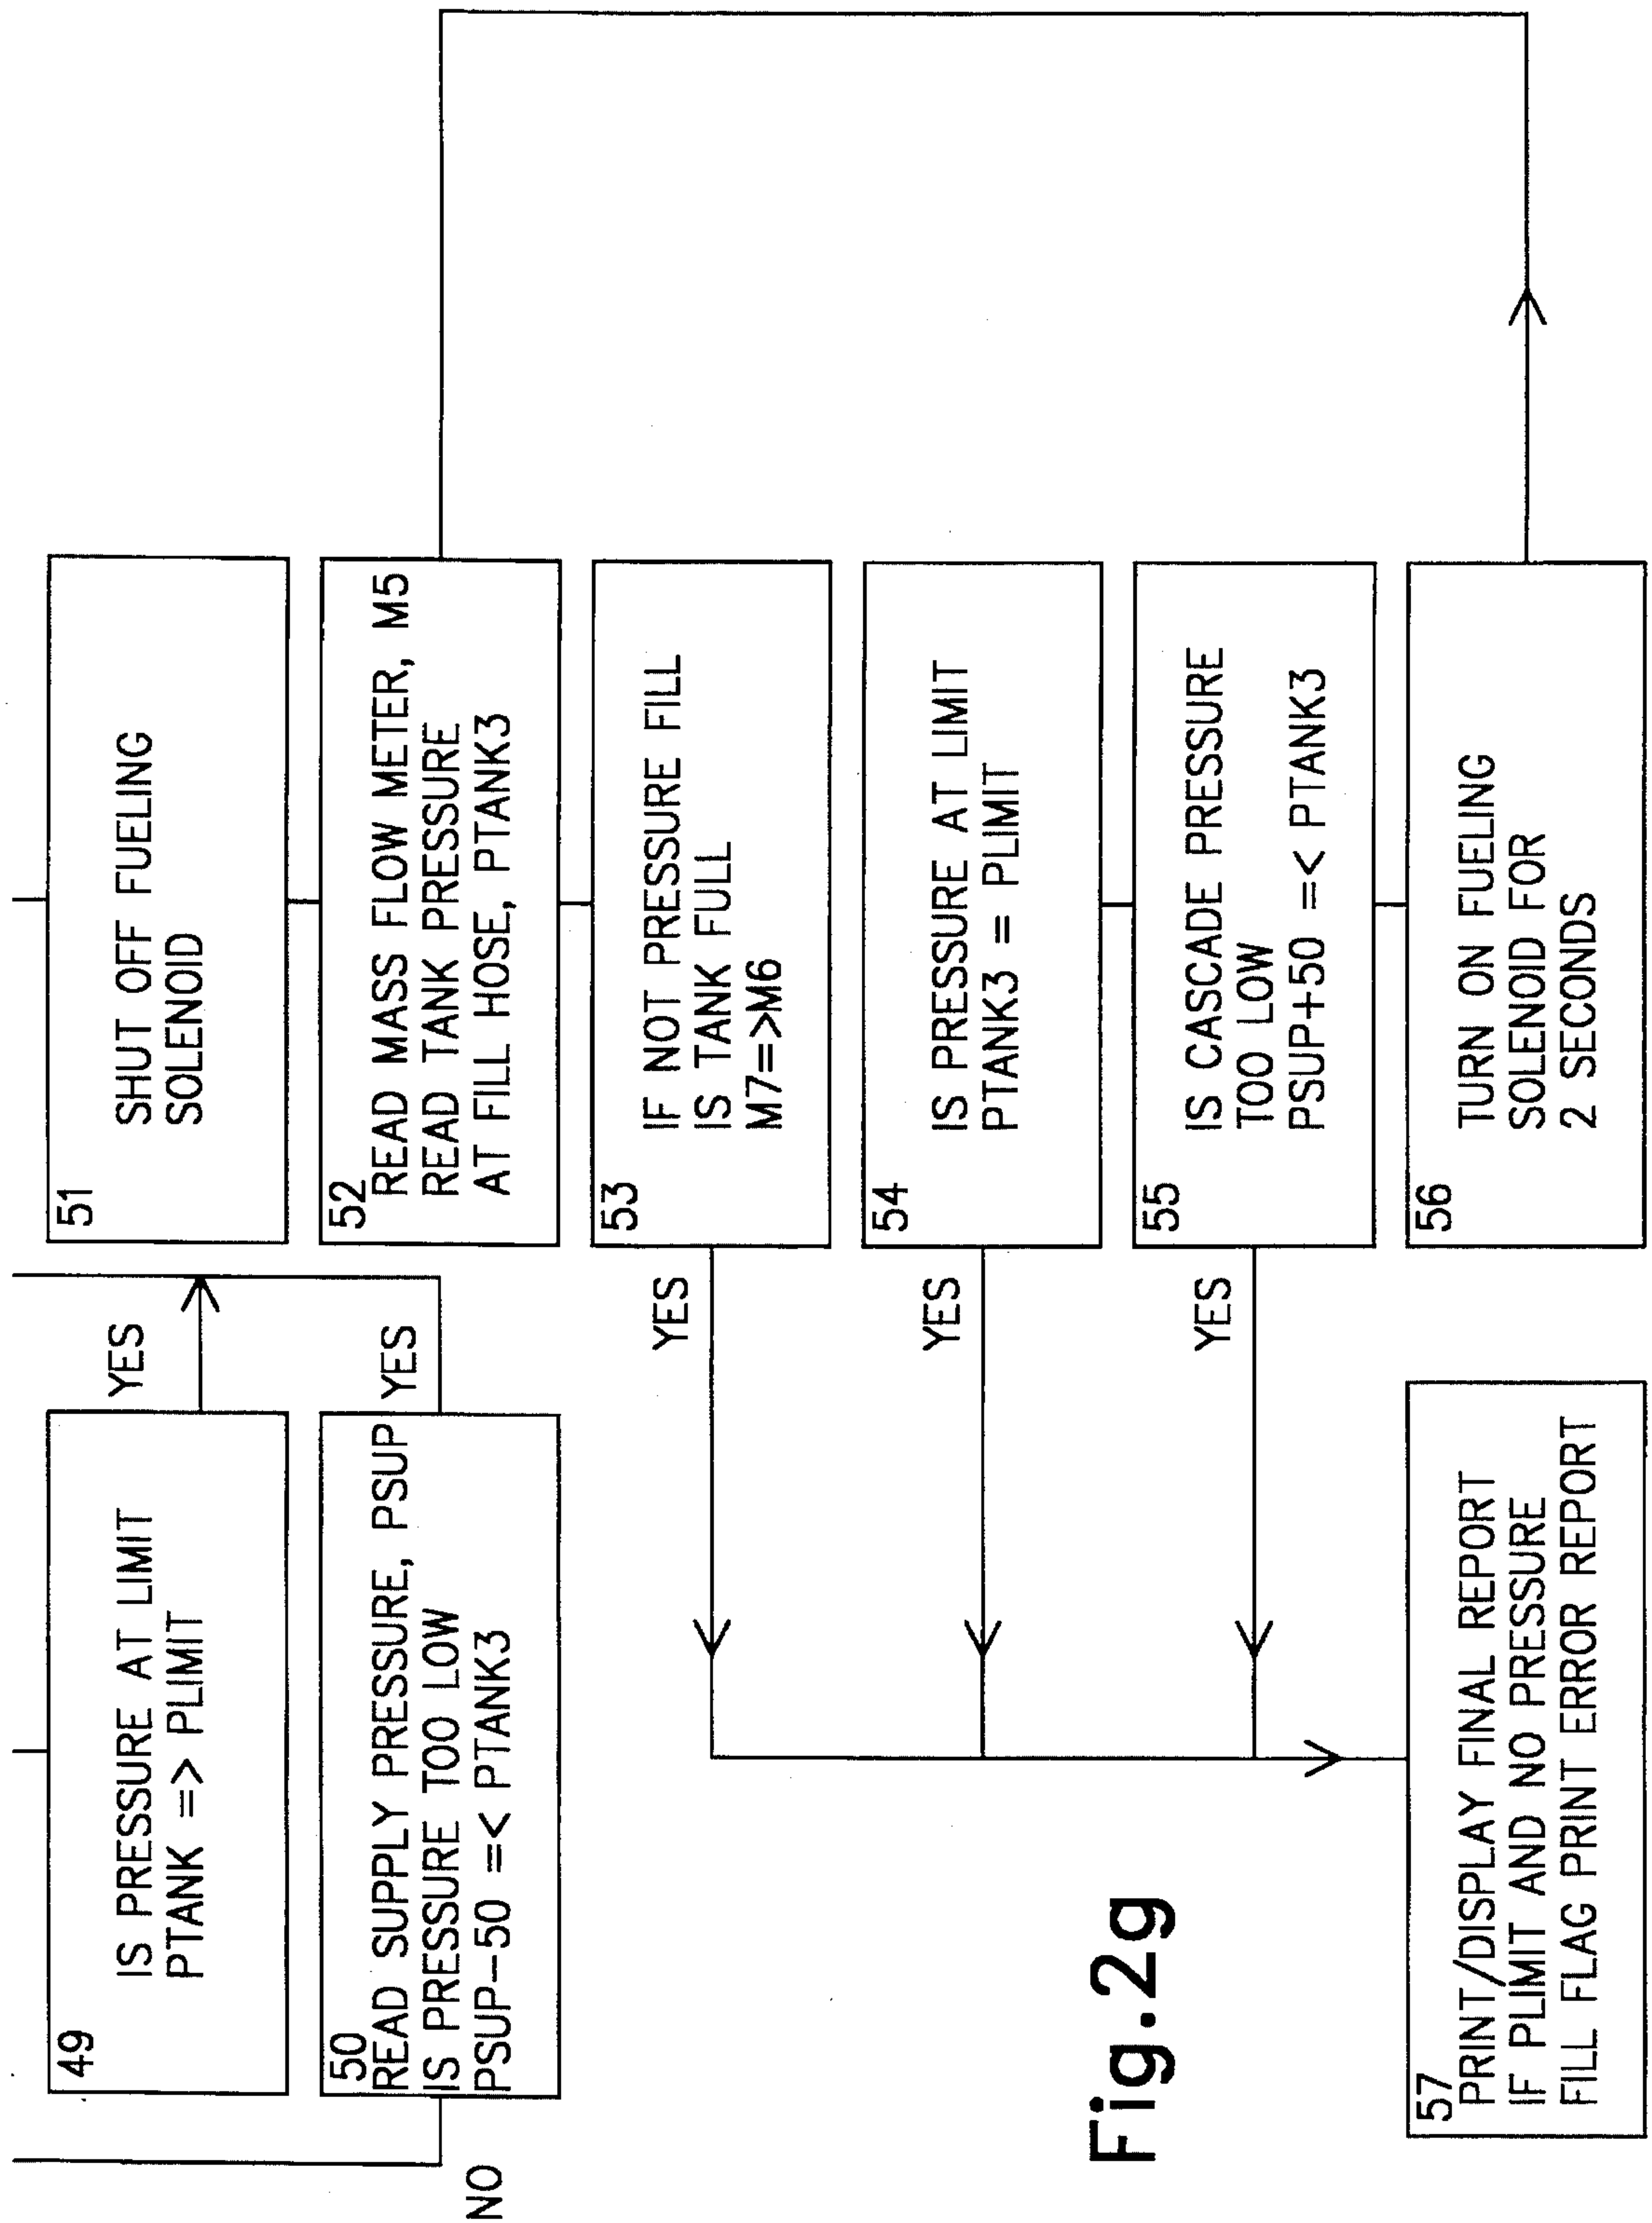 49
IS PRESSURE AT LIMIT
PTANK => PLIMIT
YES
50
READ SUPPLY PRESSURE, PSUP
IS PRESSURE TOO LOW
PSUP-50 =< PTANK3
YES
NO
51
SHUT OFF FUELING
SOLENOID
52
READ MASS FLOW METER, M5
READ TANK PRESSURE
AT FILL HOSE, PTANK3
53
IF NOT PRESSURE FILL
IS TANK FULL
M7=>M6
YES
54
IS PRESSURE AT LIMIT
PTANK3 = PLIMIT
YES
55
IS CASCADE PRESSURE
TOO LOW
PSUP+50 =< PTANK3
YES
56
TURN ON FUELING
SOLENOID FOR
2 SECONDS
57
PRINT/DISPLAY FINAL REPORT
IF PLIMIT AND NO PRESSURE
FILL FLAG PRINT ERROR REPORT
Fig.2g